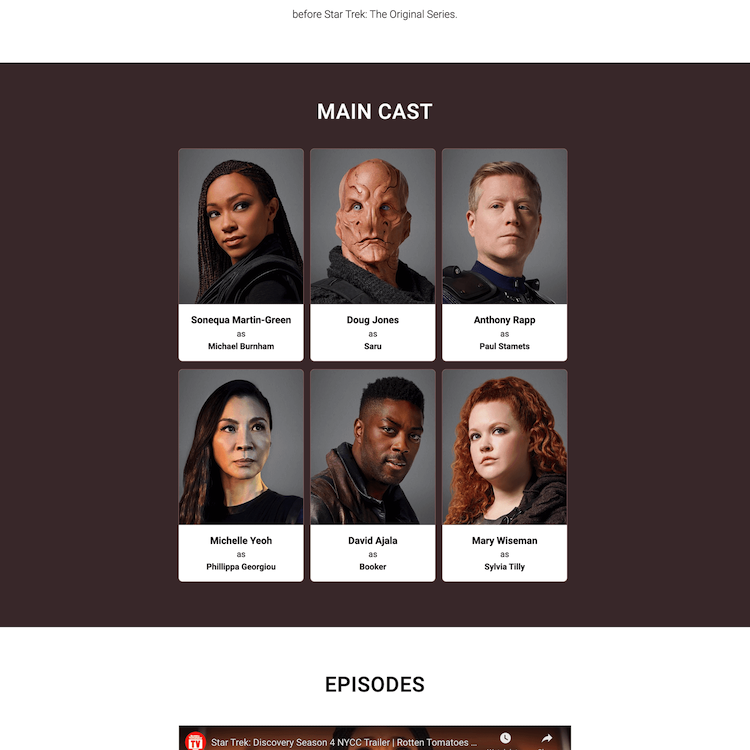 before Star Trek: The Original Series.
MAIN CAST
Sonequa Martin-Green
as
Michael Burnham
Doug Jones
as
Saru
Anthony Rapp
as
Paul Stamets
Michelle Yeoh
as
Phillippa Georgiou
David Ajala
as
Booker
Mary Wiseman
as
Sylvia Tilly
EPISODES
TV
Star Trek: Discovery Season 4 NYCC Trailer | Rotten Tomatoes ...